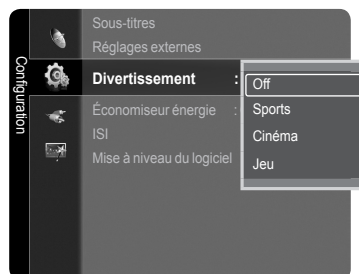 Configuration
Sous-titres
Réglages externes
Divertissement :
Off
Sports
Cinéma
Jeu
Économiseur énergie :
ISI
Mise à niveau du logiciel